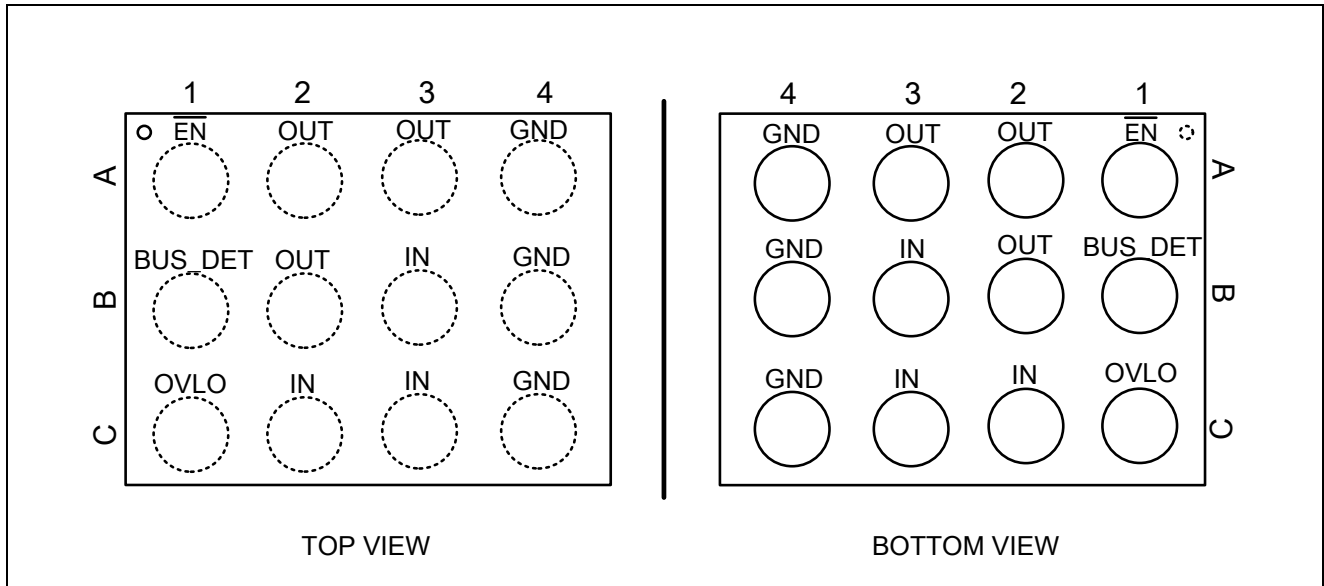 1 2 3 4
A
EN OUT OUT GND
B
BUS_DET OUT IN GND
C
OVLO IN IN GND
TOP VIEW
4 3 2 1
GND OUT OUT EN
A
GND IN OUT BUS_DET
B
GND IN IN OVLO
C
BOTTOM VIEW